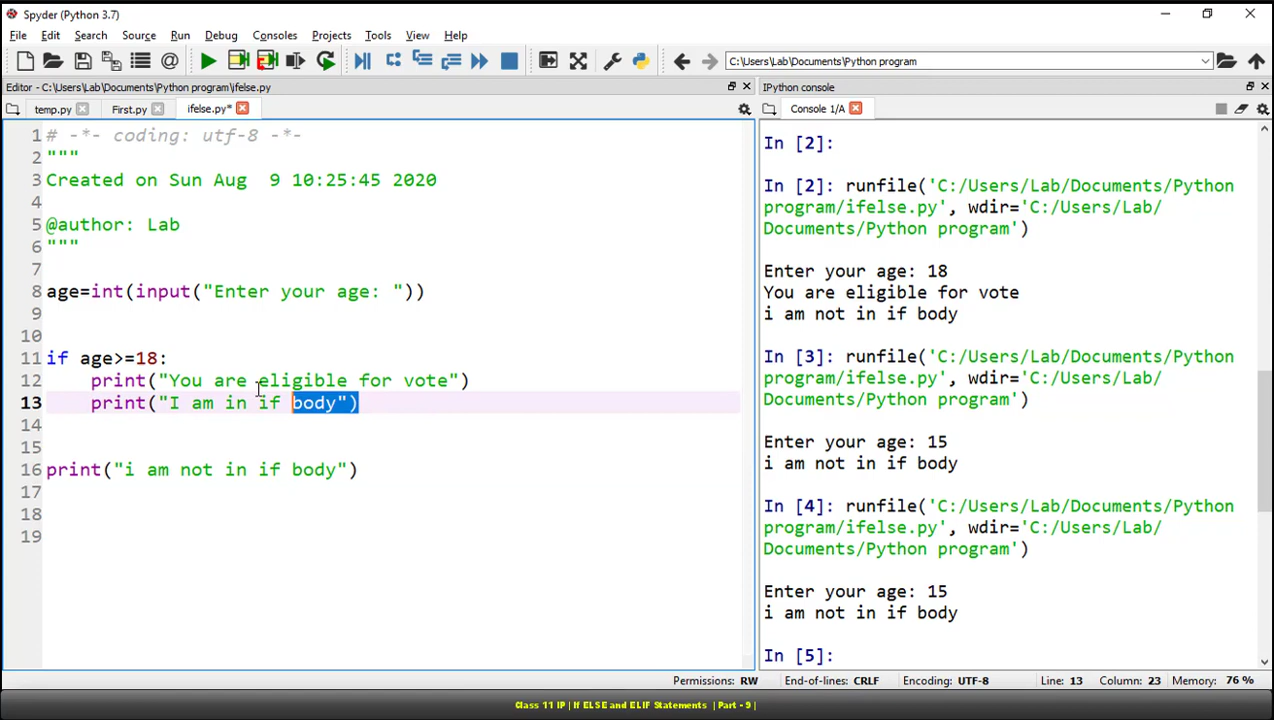 Spyder (Python 3.7)
File Edit Search Source Run Debug Consoles Projects Tools View Help
C:\Users\Lab\Documents\Python program
Editor - C:\Users\Lab\Documents\Python program\ifelse.py
temp.py First.py ifelse.py*
1 # -*- coding: utf-8 -*-
2 """
3 Created on Sun Aug  9 10:25:45 2020
4
5 @author: Lab
6 """
7
8 age=int(input("Enter your age: "))
9
10
11 if age>=18:
12     print("You are eligible for vote")
13     print("I am in if body")
14
15
16 print("i am not in if body")
17
18
19
IPython console
Console 1/A
In [2]:
In [2]: runfile('C:/Users/Lab/Documents/Python
program/ifelse.py', wdir='C:/Users/Lab/
Documents/Python program')
Enter your age: 18
You are eligible for vote
i am not in if body
In [3]: runfile('C:/Users/Lab/Documents/Python
program/ifelse.py', wdir='C:/Users/Lab/
Documents/Python program')
Enter your age: 15
i am not in if body
In [4]: runfile('C:/Users/Lab/Documents/Python
program/ifelse.py', wdir='C:/Users/Lab/
Documents/Python program')
Enter your age: 15
i am not in if body
In [5]:
Permissions: RW End-of-lines: CRLF Encoding: UTF-8 Line: 13 Column: 23 Memory: 76 %
Class 11 IP | If ELSE and ELIF Statements | Part - 9 |